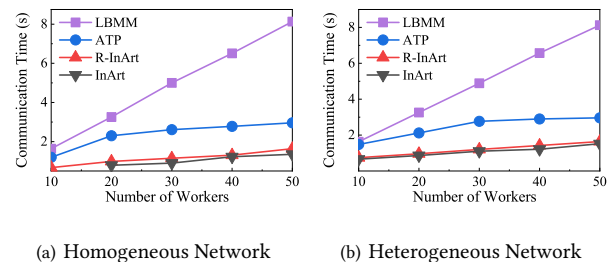 Communication Time (s)
8
6
4
2
LBMM
ATP
R-InArt
InArt
10 20 30 40 50
Number of Workers
(a) Homogeneous Network
Communication Time (s)
8
6
4
2
LBMM
ATP
R-InArt
InArt
10 20 30 40 50
Number of Workers
(b) Heterogeneous Network